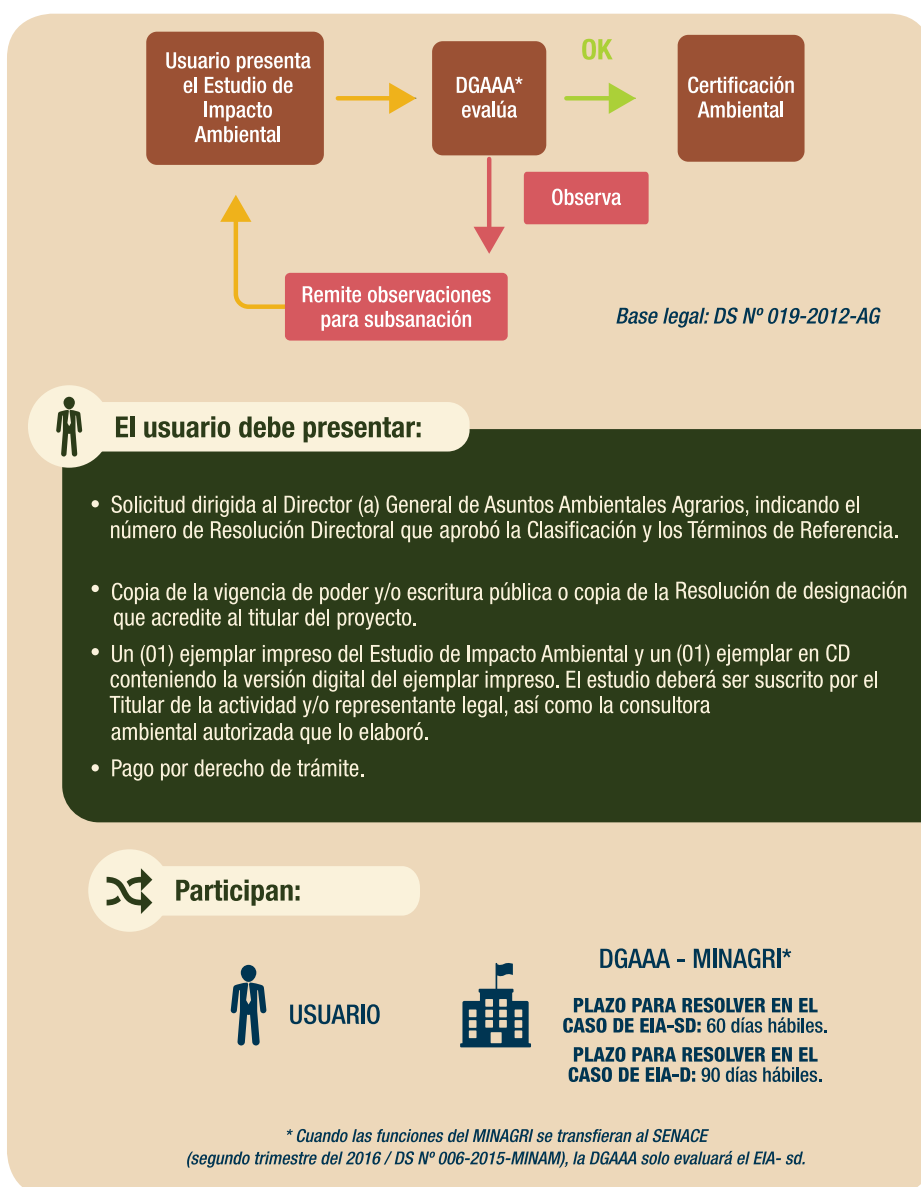 Usuario presenta
el Estudio de
Impacto
Ambiental
DGAAA*
evalúa
OK
Certificación
Ambiental
Observa
Remite observaciones
para subsanación
Base legal: DS Nº 019-2012-AG
El usuario debe presentar:
• Solicitud dirigida al Director (a) General de Asuntos Ambientales Agrarios, indicando el
número de Resolución Directoral que aprobó la Clasificación y los Términos de Referencia.
• Copia de la vigencia de poder y/o escritura pública o copia de la Resolución de designación
que acredite al titular del proyecto.
• Un (01) ejemplar impreso del Estudio de Impacto Ambiental y un (01) ejemplar en CD
conteniendo la versión digital del ejemplar impreso. El estudio deberá ser suscrito por el
Titular de la actividad y/o representante legal, así como la consultora
ambiental autorizada que lo elaboró.
• Pago por derecho de trámite.
Participan:
USUARIO
DGAAA - MINAGRI*
PLAZO PARA RESOLVER EN EL
CASO DE EIA-SD: 60 días hábiles.
PLAZO PARA RESOLVER EN EL
CASO DE EIA-D: 90 días hábiles.
* Cuando las funciones del MINAGRI se transfieran al SENACE
(segundo trimestre del 2016 / DS Nº 006-2015-MINAM), la DGAAA solo evaluará el EIA- sd.